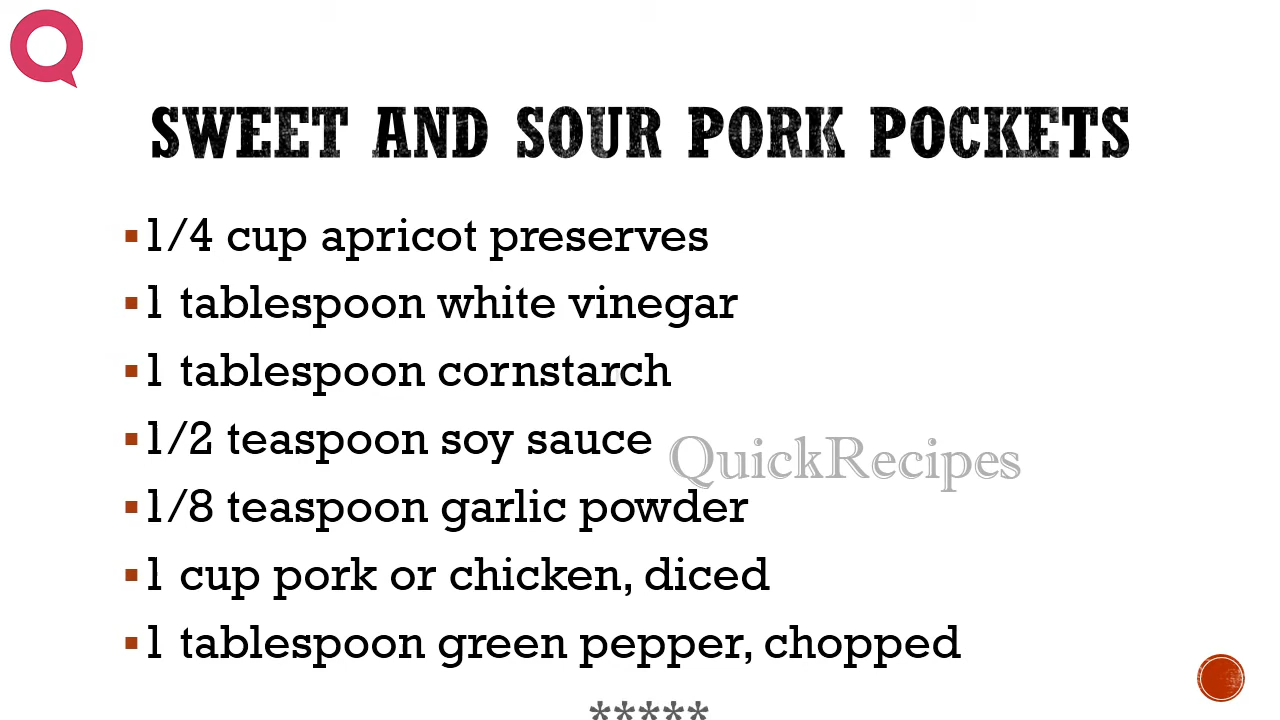 SWEET AND SOUR PORK POCKETS
▪1/4 cup apricot preserves
▪1 tablespoon white vinegar
▪1 tablespoon cornstarch
▪1/2 teaspoon soy sauce
QuickRecipes
▪1/8 teaspoon garlic powder
▪1 cup pork or chicken, diced
▪1 tablespoon green pepper, chopped
*****